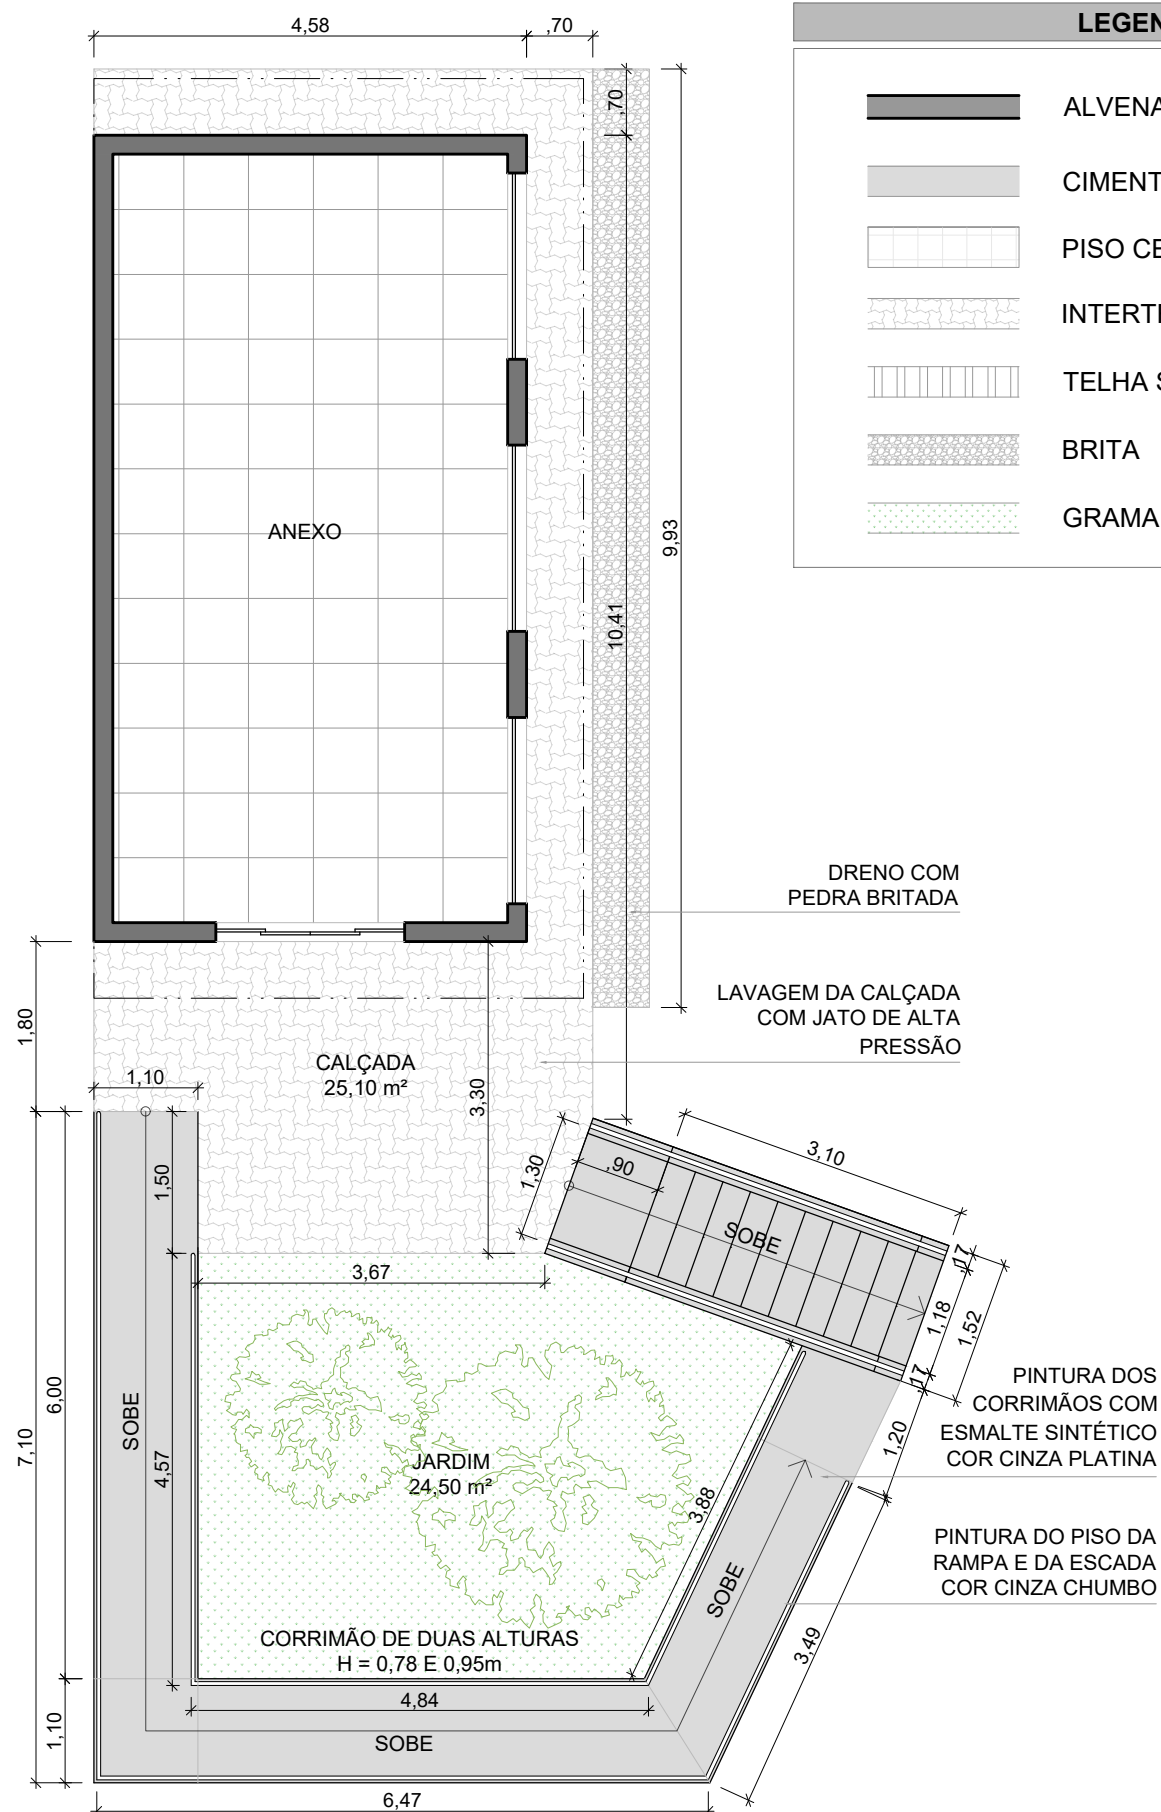 4,58
,70
LEGEN
ALVENA
CIMENT
PISO CE
INTERT
TELHA S
BRITA
GRAMA
,70
ANEXO
9,93
10,41
DRENO COM
PEDRA BRITADA
LAVAGEM DA CALÇADA
COM JATO DE ALTA
PRESSÃO
1,80
CALÇADA
25,10 m²
1,10
3,30
1,50
1,30
,90
3,10
SOBE
,17
1,18
1,52
,17
3,67
6,00
7,10
SOBE
4,57
JARDIM
24,50 m²
3,88
1,20
PINTURA DOS
CORRIMÃOS COM
ESMALTE SINTÉTICO
COR CINZA PLATINA
PINTURA DO PISO DA
RAMPA E DA ESCADA
COR CINZA CHUMBO
SOBE
3,49
CORRIMÃO DE DUAS ALTURAS
H = 0,78 E 0,95m
4,84
1,10
SOBE
6,47